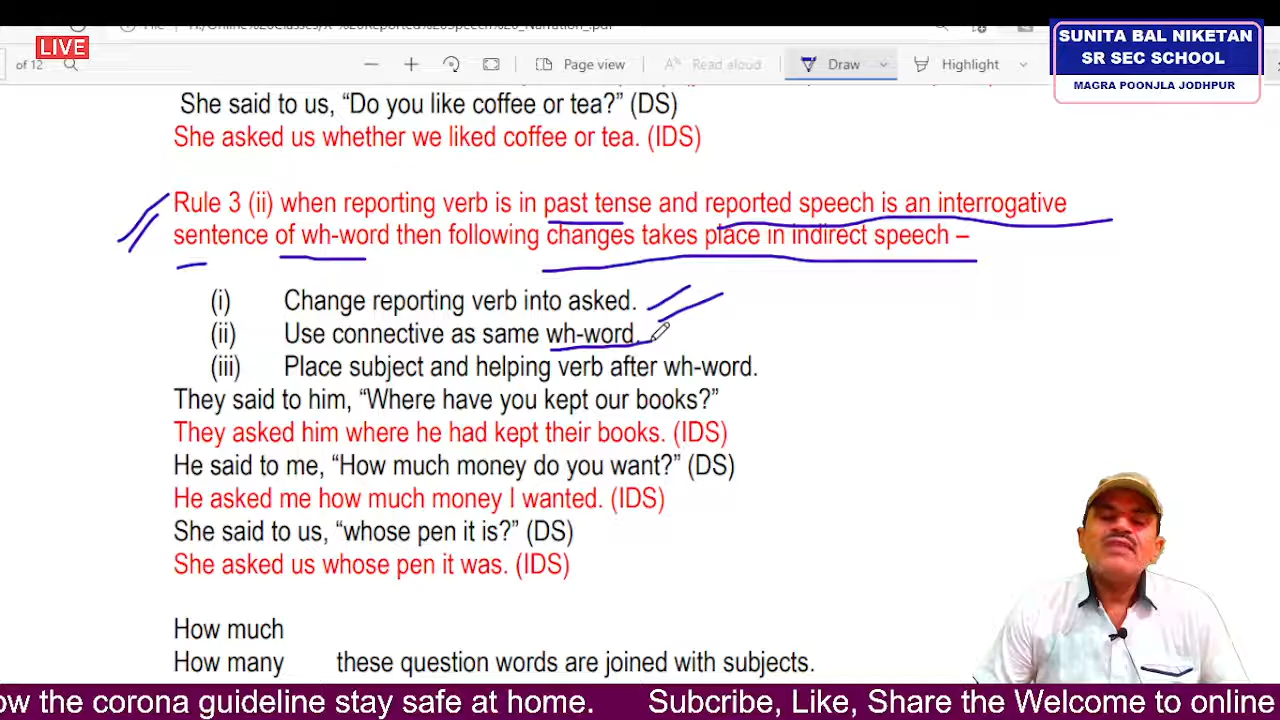 LIVE
of 12
Page view
Read aloud
Draw
Highlight
SUNITA BAL NIKETAN
SR SEC SCHOOL
MAGRA POONJLA JODHPUR
She said to us, “Do you like coffee or tea?” (DS)
She asked us whether we liked coffee or tea. (IDS)
Rule 3 (ii) when reporting verb is in past tense and reported speech is an interrogative
sentence of wh-word then following changes takes place in indirect speech –
(i) Change reporting verb into asked.
(ii) Use connective as same wh-word.
(iii) Place subject and helping verb after wh-word.
They said to him, “Where have you kept our books?”
They asked him where he had kept their books. (IDS)
He said to me, “How much money do you want?” (DS)
He asked me how much money I wanted. (IDS)
She said to us, “whose pen it is?” (DS)
She asked us whose pen it was. (IDS)
How much
How many these question words are joined with subjects.
ow the corona guideline stay safe at home. Subcribe, Like, Share the Welcome to online